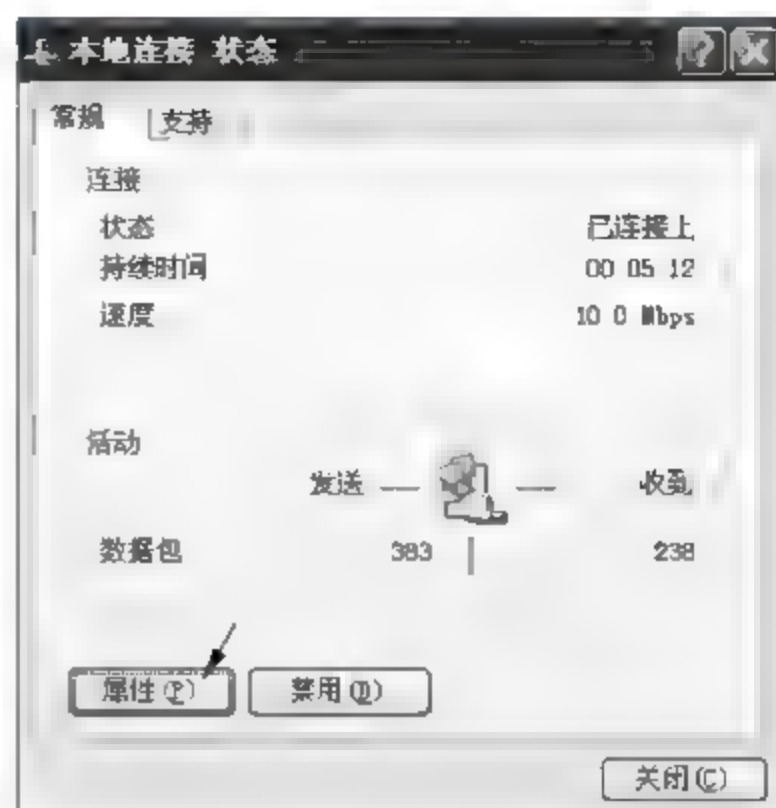 本地连接 状态
常规 支持
连接
状态 已连接上
持续时间 00 05 12
速度 10 0 Mbps
活动
发送 收到
数据包 383 238
属性(P) 禁用(D)
关闭(C)